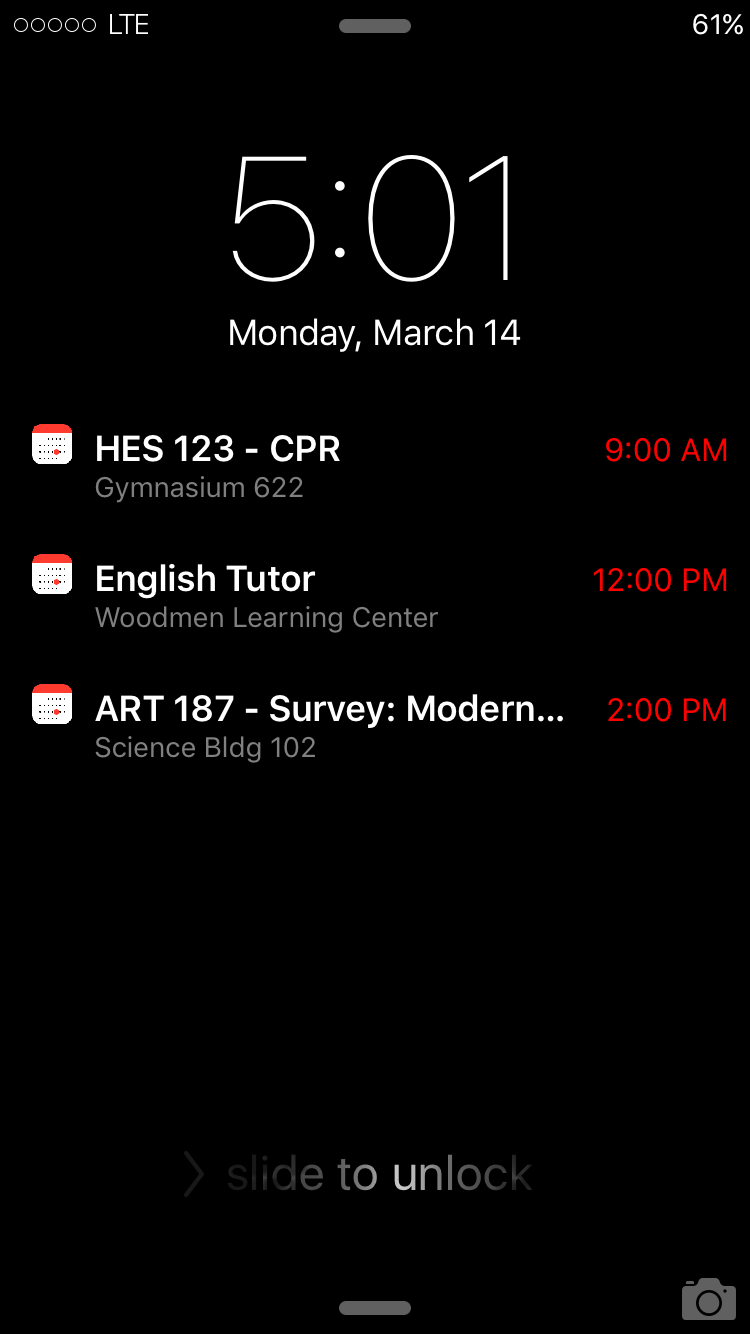 LTE 61%
5:01
Monday, March 14
HES 123 - CPR 9:00 AM
Gymnasium 622
English Tutor 12:00 PM
Woodmen Learning Center
ART 187 - Survey: Modern... 2:00 PM
Science Bldg 102
slide to unlock